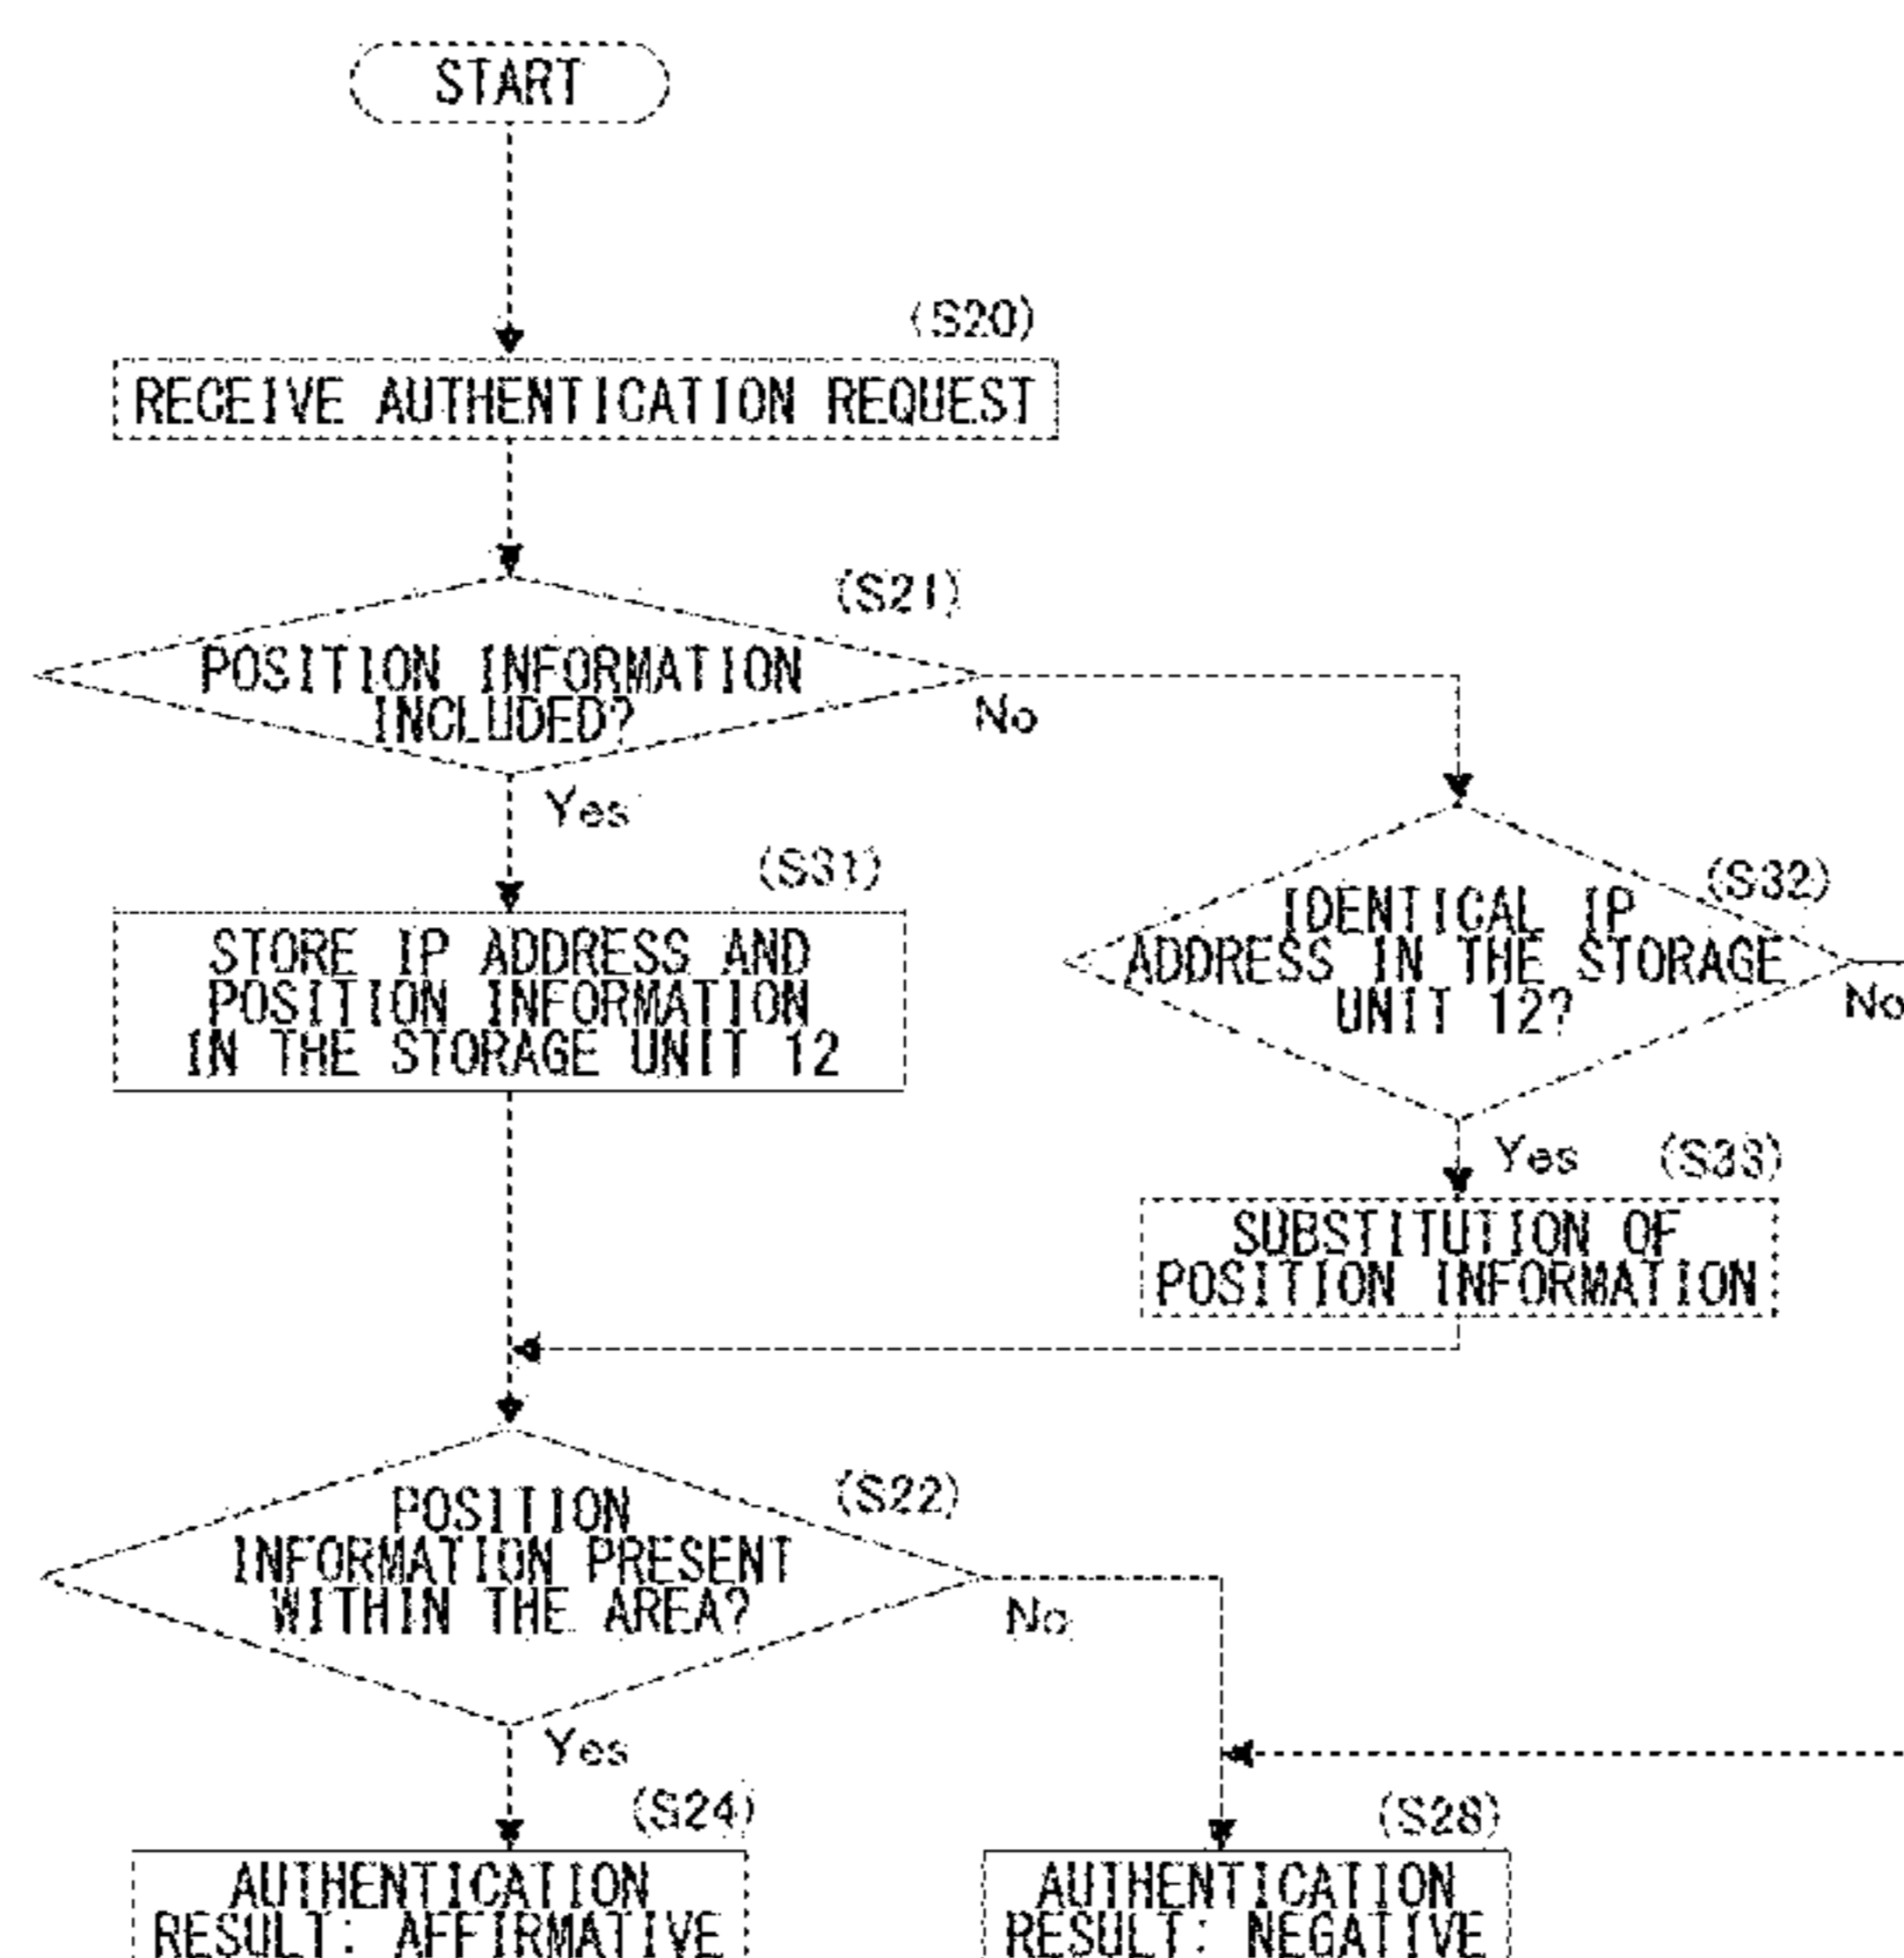 START
(S20)
RECEIVE AUTHENTICATION REQUEST
(S21)
POSITION INFORMATION
INCLUDED?
No
Yes
(S31)
STORE IP ADDRESS AND
POSITION INFORMATION
IN THE STORAGE UNIT 12
(S32)
IDENTICAL IP
ADDRESS IN THE STORAGE
UNIT 12?
No
Yes
(S33)
SUBSTITUTION OF
POSITION INFORMATION
(S22)
POSITION
INFORMATION PRESENT
WITHIN THE AREA?
No
Yes
(S24)
AUTHENTICATION
RESULT: AFFIRMATIVE
(S28)
AUTHENTICATION
RESULT: NEGATIVE